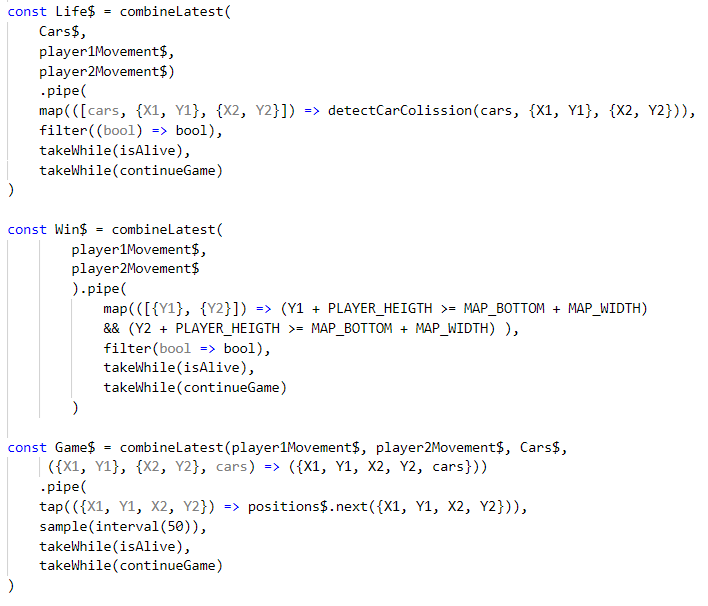 const Life$ = combineLatest(
    Cars$,
    player1Movement$,
    player2Movement$)
    .pipe(
    map(([cars, {X1, Y1}, {X2, Y2}]) => detectCarColission(cars, {X1, Y1}, {X2, Y2})),
    filter((bool) => bool),
    takeWhile(isAlive),
    takeWhile(continueGame)
)

const Win$ = combineLatest(
        player1Movement$,
        player2Movement$
        ).pipe(
            map(([{Y1}, {Y2}]) => (Y1 + PLAYER_HEIGTH >= MAP_BOTTOM + MAP_WIDTH)
            && (Y2 + PLAYER_HEIGTH >= MAP_BOTTOM + MAP_WIDTH) ),
            filter(bool => bool),
            takeWhile(isAlive),
            takeWhile(continueGame)
        )

const Game$ = combineLatest(player1Movement$, player2Movement$, Cars$,
     ({X1, Y1}, {X2, Y2}, cars) => ({X1, Y1, X2, Y2, cars}))
    .pipe(
    tap(({X1, Y1, X2, Y2}) => positions$.next({X1, Y1, X2, Y2})),
    sample(interval(50)),
    takeWhile(isAlive),
    takeWhile(continueGame)
)